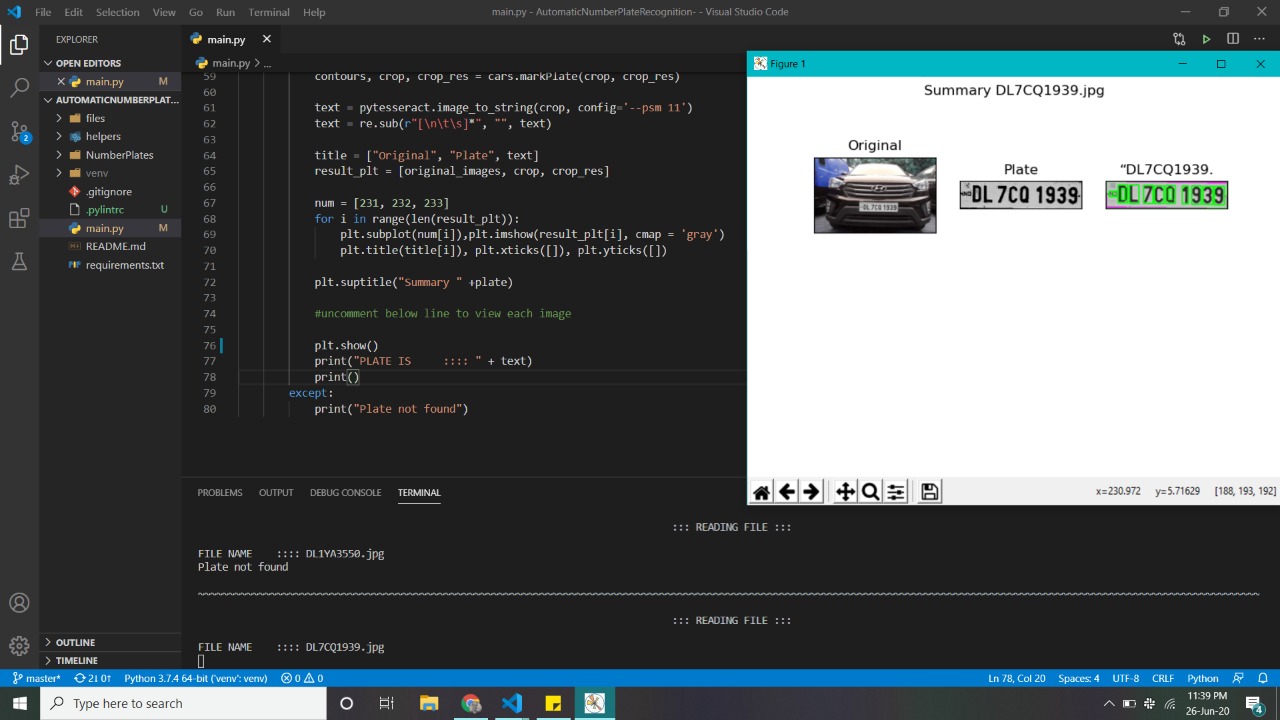 File Edit Selection View Go Run Terminal Help
main.py - AutomaticNumberPlateRecognition- - Visual Studio Code
EXPLORER
OPEN EDITORS
main.py M
AUTOMATICNUMBERPLAT...
files
helpers
NumberPlates
venv
.gitignore
.pylintrc U
main.py M
README.md
requirements.txt
OUTLINE
TIMELINE
main.py
main.py > ...
59 contours, crop, crop_res = cars.markPlate(crop, crop_res)
60
61 text = pytesseract.image_to_string(crop, config='--psm 11')
62 text = re.sub(r"[\n\t\s]*", "", text)
63
64 title = ["Original", "Plate", text]
65 result_plt = [original_images, crop, crop_res]
66
67 num = [231, 232, 233]
68 for i in range(len(result_plt)):
69 plt.subplot(num[i]),plt.imshow(result_plt[i], cmap = 'gray')
70 plt.title(title[i]), plt.xticks([]), plt.yticks([])
71
72 plt.suptitle("Summary " +plate)
73
74 #uncomment below line to view each image
75
76 plt.show()
77 print("PLATE IS     :::: " + text)
78 print()
79 except:
80 print("Plate not found")
Figure 1
Summary DL7CQ1939.jpg
Original
Plate
“DL7CQ1939.
DL7CQ 1939
DL7CQ 1939
DL7CQ 1939
x=230.972 y=5.71629 [188, 193, 192]
PROBLEMS OUTPUT DEBUG CONSOLE TERMINAL
::: READING FILE :::
FILE NAME    :::: DL1YA3550.jpg
Plate not found
~~~~~~~~~~~~~~~~~~~~~~~~~~~~~~~~~~~~~~~~
::: READING FILE :::
FILE NAME    :::: DL7CQ1939.jpg
2
master* 2↓ 0↑ Python 3.7.4 64-bit ('venv': venv) 0 0
Ln 78, Col 20 Spaces: 4 UTF-8 CRLF Python
Type here to search
11:39 PM
26-Jun-20
4